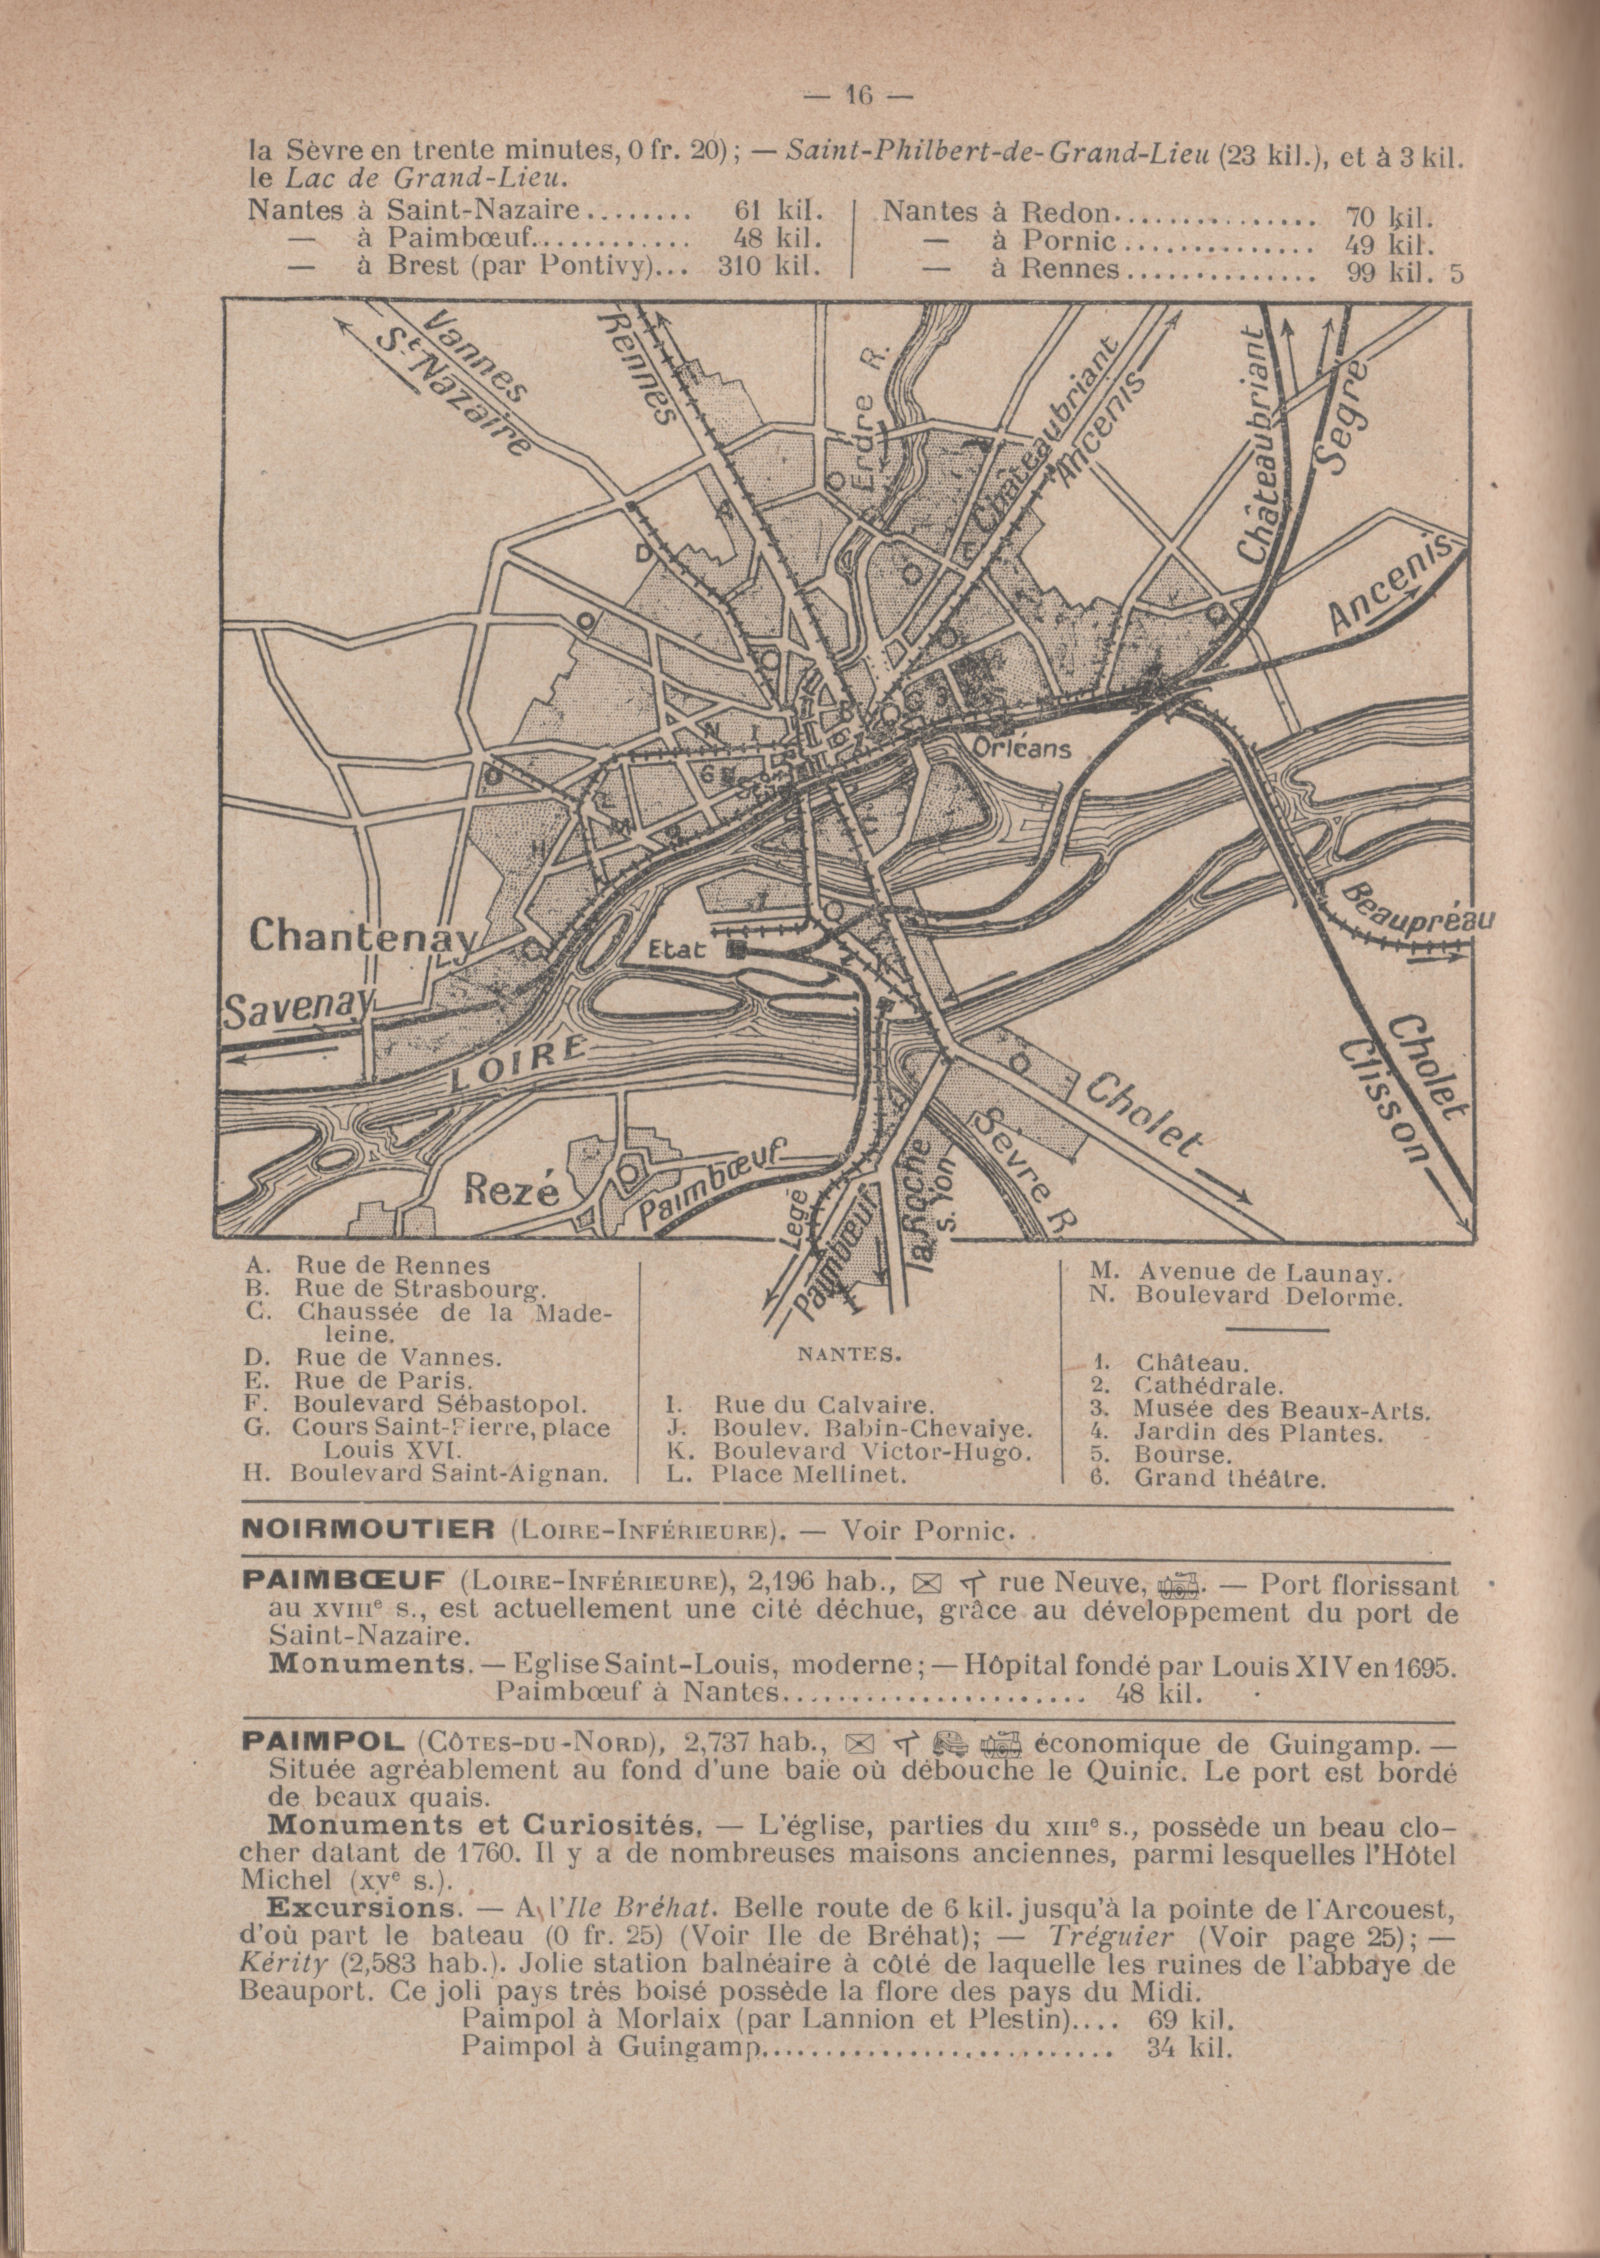 — 16 —
la Sèvre en trente minutes, 0 fr. 20) ; — Saint-Philbert-de-Grand-Lieu (23 kil.), et à 3 kil.
le Lac de Grand-Lieu.
Nantes à Saint-Nazaire........ 61 kil.
— à Paimbœuf............. 48 kil.
— à Brest (par Pontivy)... 310 kil.
Nantes à Redon............... 70 kil.
— à Pornic............... 49 kil.
— à Rennes............... 99 kil. 5
Vannes
St Nazaire
Rennes
Erdre R.
Châteaubriant
Ancenis
Châteaubriant
Segré
Ancenis
Orléans
Beaupréau
Chantenay
Savenay
Etat
LOIRE
Cholet
Clisson
Cholet
Sèvre R.
Rezé
Paimbœuf
Legé
Paimbœuf
la Roche
s. Yon
A. Rue de Rennes
B. Rue de Strasbourg.
C. Chaussée de la Made-
leine.
D. Rue de Vannes.
E. Rue de Paris.
F. Boulevard Sébastopol.
G. Cours Saint-Pierre, place
Louis XVI.
H. Boulevard Saint-Aignan.
NANTES.
I. Rue du Calvaire.
J. Boulev. Babin-Chevaiye.
K. Boulevard Victor-Hugo.
L. Place Mellinet.
M. Avenue de Launay.
N. Boulevard Delorme.
1. Château.
2. Cathédrale.
3. Musée des Beaux-Arts.
4. Jardin des Plantes.
5. Bourse.
6. Grand théâtre.
NOIRMOUTIER (LOIRE-INFÉRIEURE). — Voir Pornic.
PAIMBŒUF (LOIRE-INFÉRIEURE), 2,196 hab., rue Neuve, . — Port florissant
au XVIIIe s., est actuellement une cité déchue, grâce au développement du port de
Saint-Nazaire.
Monuments. — Eglise Saint-Louis, moderne ; — Hôpital fondé par Louis XIV en 1695.
Paimbœuf à Nantes...................... 48 kil.
PAIMPOL (CÔTES-DU-NORD), 2,737 hab., économique de Guingamp. —
Située agréablement au fond d'une baie où débouche le Quinic. Le port est bordé
de beaux quais.
Monuments et Curiosités. — L'église, parties du XIIIe s., possède un beau clo-
cher datant de 1760. Il y a de nombreuses maisons anciennes, parmi lesquelles l'Hôtel
Michel (XVe s.).
Excursions. — A l'Ile Bréhat. Belle route de 6 kil. jusqu'à la pointe de l'Arcouest,
d'où part le bateau (0 fr. 25) (Voir Ile de Bréhat); — Tréguier (Voir page 25); —
Kérity (2,583 hab.). Jolie station balnéaire à côté de laquelle les ruines de l'abbaye de
Beauport. Ce joli pays très boisé possède la flore des pays du Midi.
Paimpol à Morlaix (par Lannion et Plestin).... 69 kil.
Paimpol à Guingamp.......................... 34 kil.